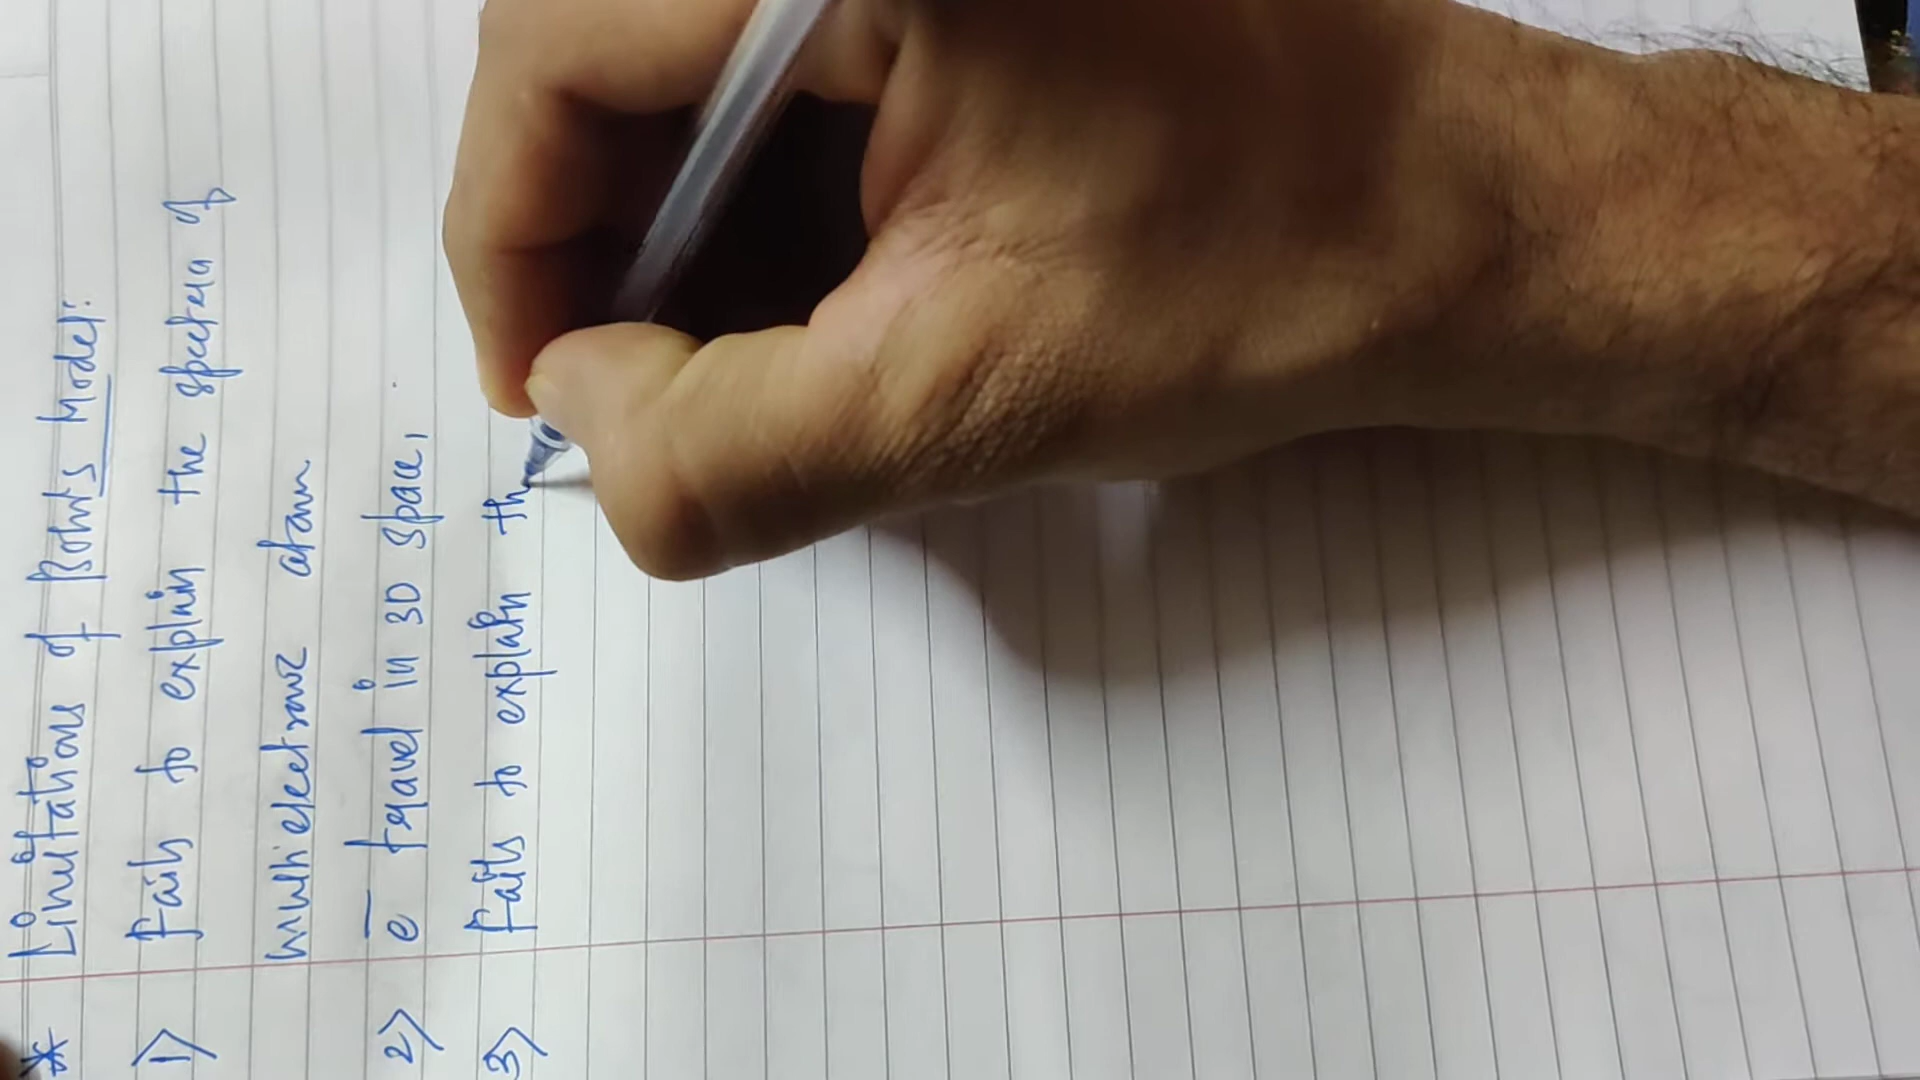 * Limitations of Bohr's Model:
1) Fails to explain the spectra of
multielectronic atom
2) e⁻ travel in 3D space,
3) Fails to explain th